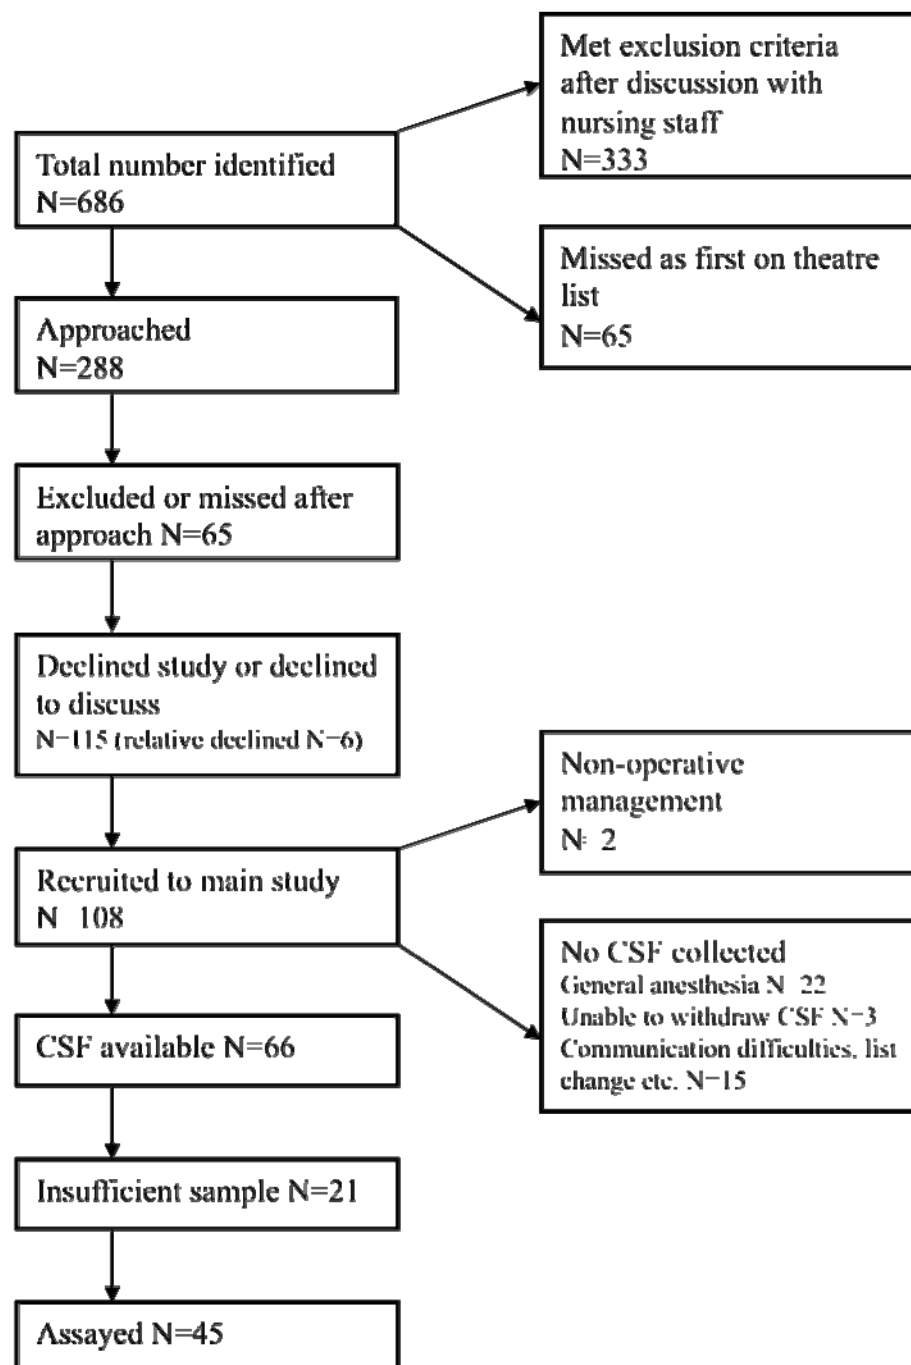 Met exclusion criteria
after discussion with
nursing staff
N=333
Total number identified
N=686
Missed as first on theatre
list
N=65
Approached
N=288
Excluded or missed after
approach N=65
Declined study or declined
to discuss
N=115 (relative declined N=6)
Non-operative
management
N= 2
Recruited to main study
N=108
No CSF collected
General anesthesia N=22
Unable to withdraw CSF N=3
Communication difficulties, list
change etc. N=15
CSF available N=66
Insufficient sample N=21
Assayed N=45